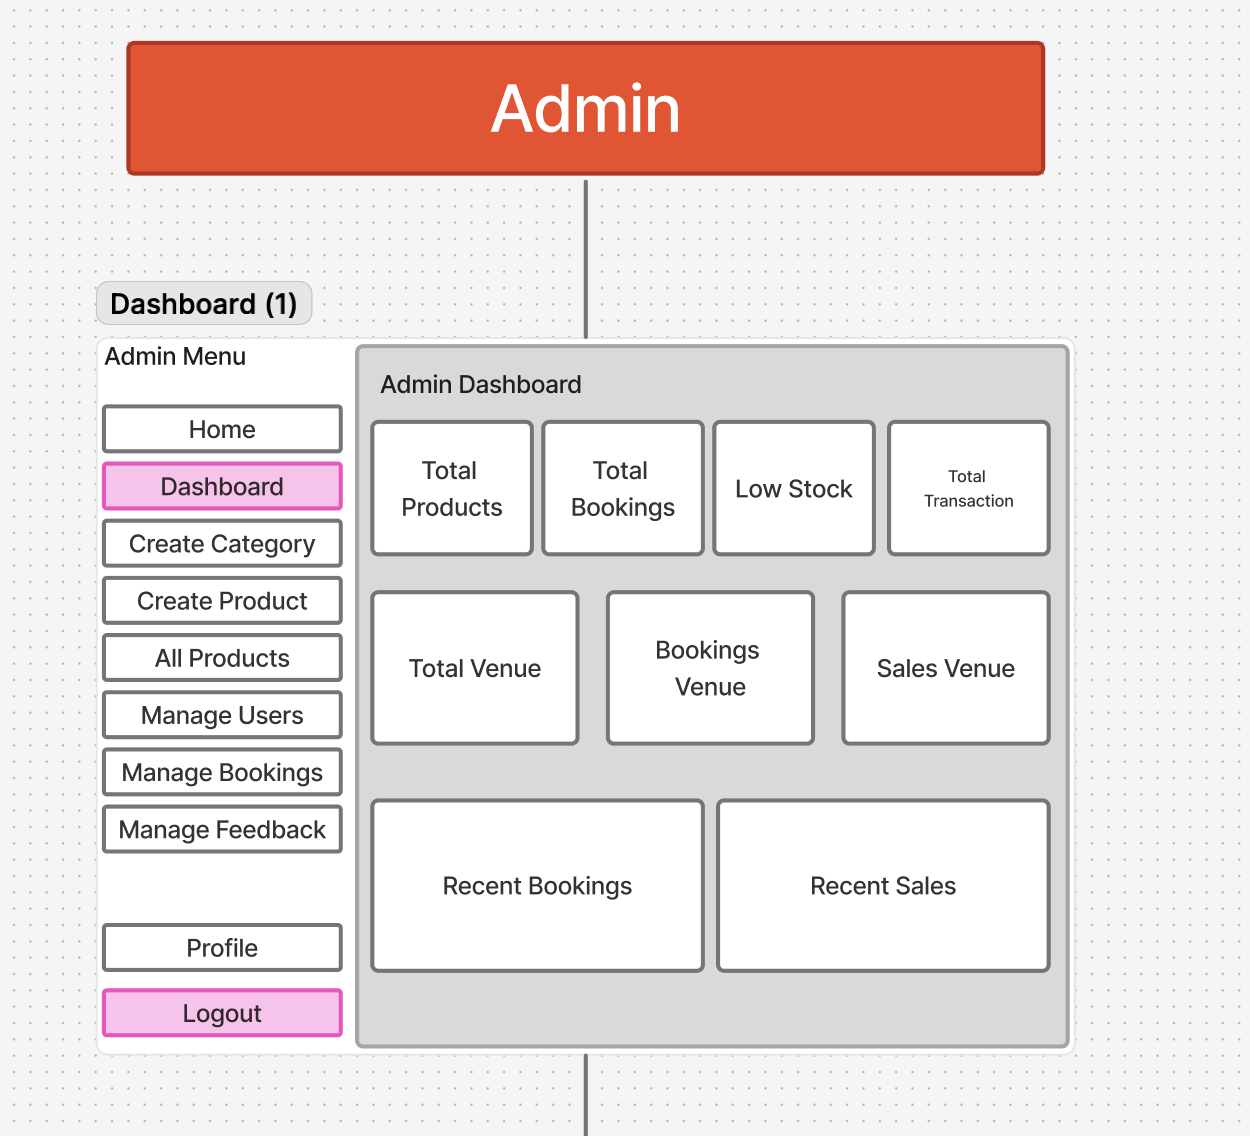 Admin
Dashboard (1)
Admin Menu
Home
Dashboard
Create Category
Create Product
All Products
Manage Users
Manage Bookings
Manage Feedback
Profile
Logout
Admin Dashboard
Total
Products
Total
Bookings
Low Stock
Total
Transaction
Total Venue
Bookings
Venue
Sales Venue
Recent Bookings
Recent Sales